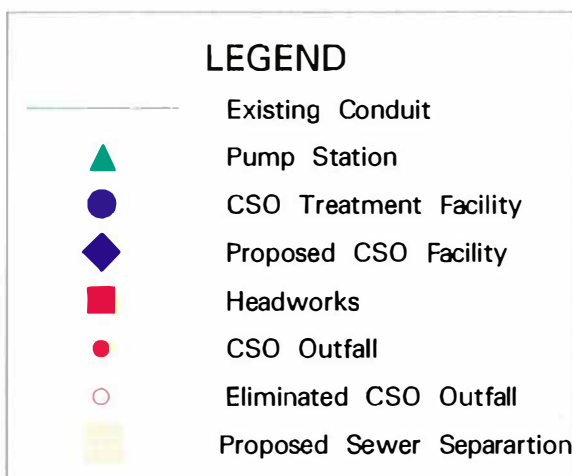 LEGEND
Existing Conduit
Pump Station
CSO Treatment Facility
Proposed CSO Facility
Headworks
CSO Outfall
Eliminated CSO Outfall
Proposed Sewer Separartion